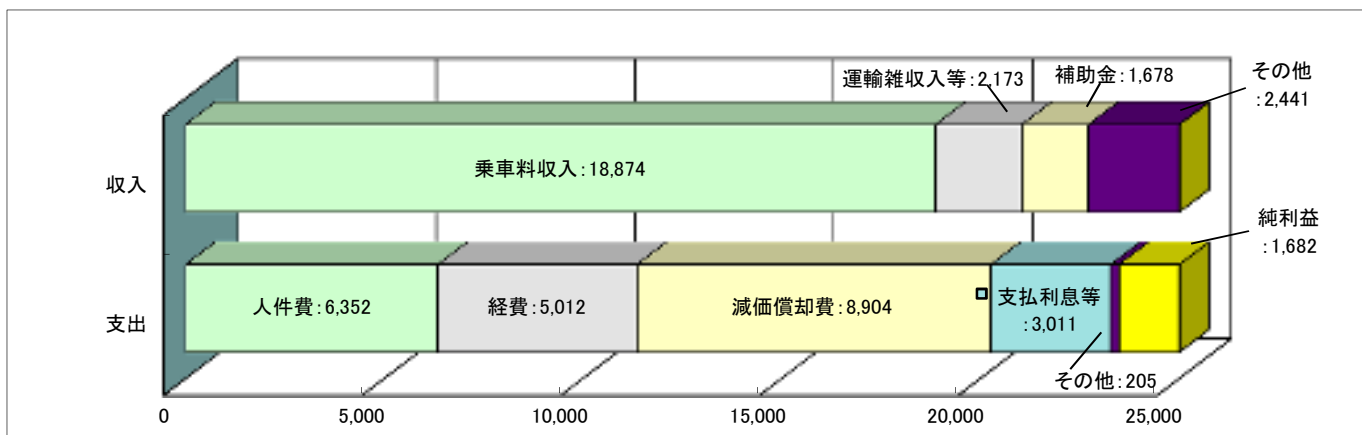 運輸雑収入等:2,173
補助金:1,678
その他
:2,441
収入
乗車料収入:18,874
純利益
:1,682
支出
人件費:6,352
経費:5,012
減価償却費:8,904
支払利息等
:3,011
その他:205
0
5,000
10,000
15,000
20,000
25,000